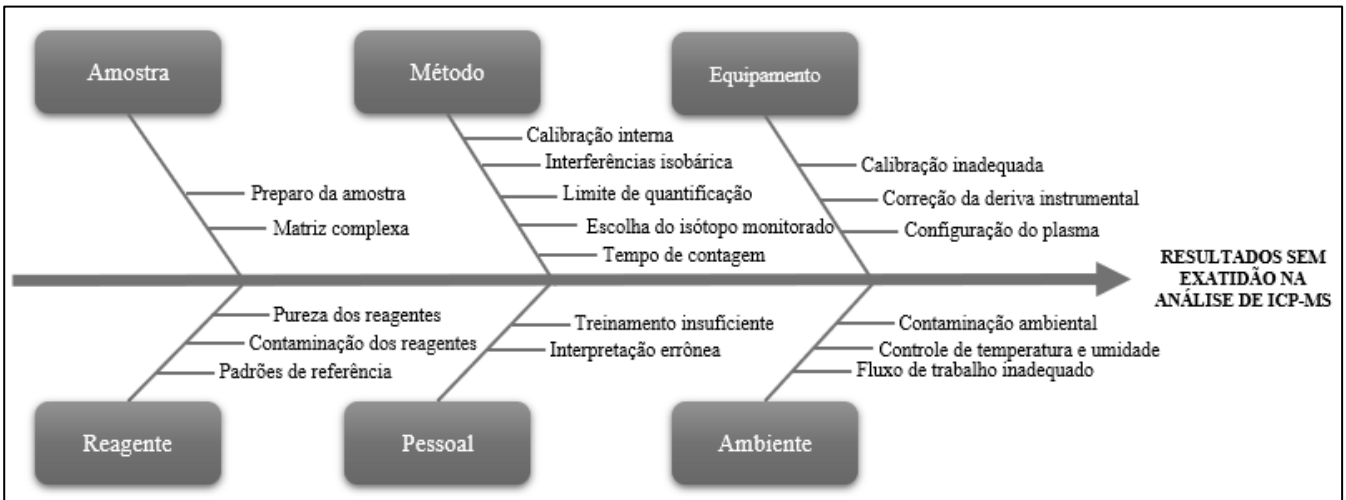 Amostra
Método
Equipamento
Preparo da amostra
Matriz complexa
Calibração interna
Interferências isobárica
Limite de quantificação
Escolha do isótopo monitorado
Tempo de contagem
Calibração inadequada
Correção da deriva instrumental
Configuração do plasma
RESULTADOS SEM
EXATIDÃO NA
ANÁLISE DE ICP-MS
Pureza dos reagentes
Contaminação dos reagentes
Padrões de referência
Treinamento insuficiente
Interpretação errônea
Contaminação ambiental
Controle de temperatura e umidade
Fluxo de trabalho inadequado
Reagente
Pessoal
Ambiente